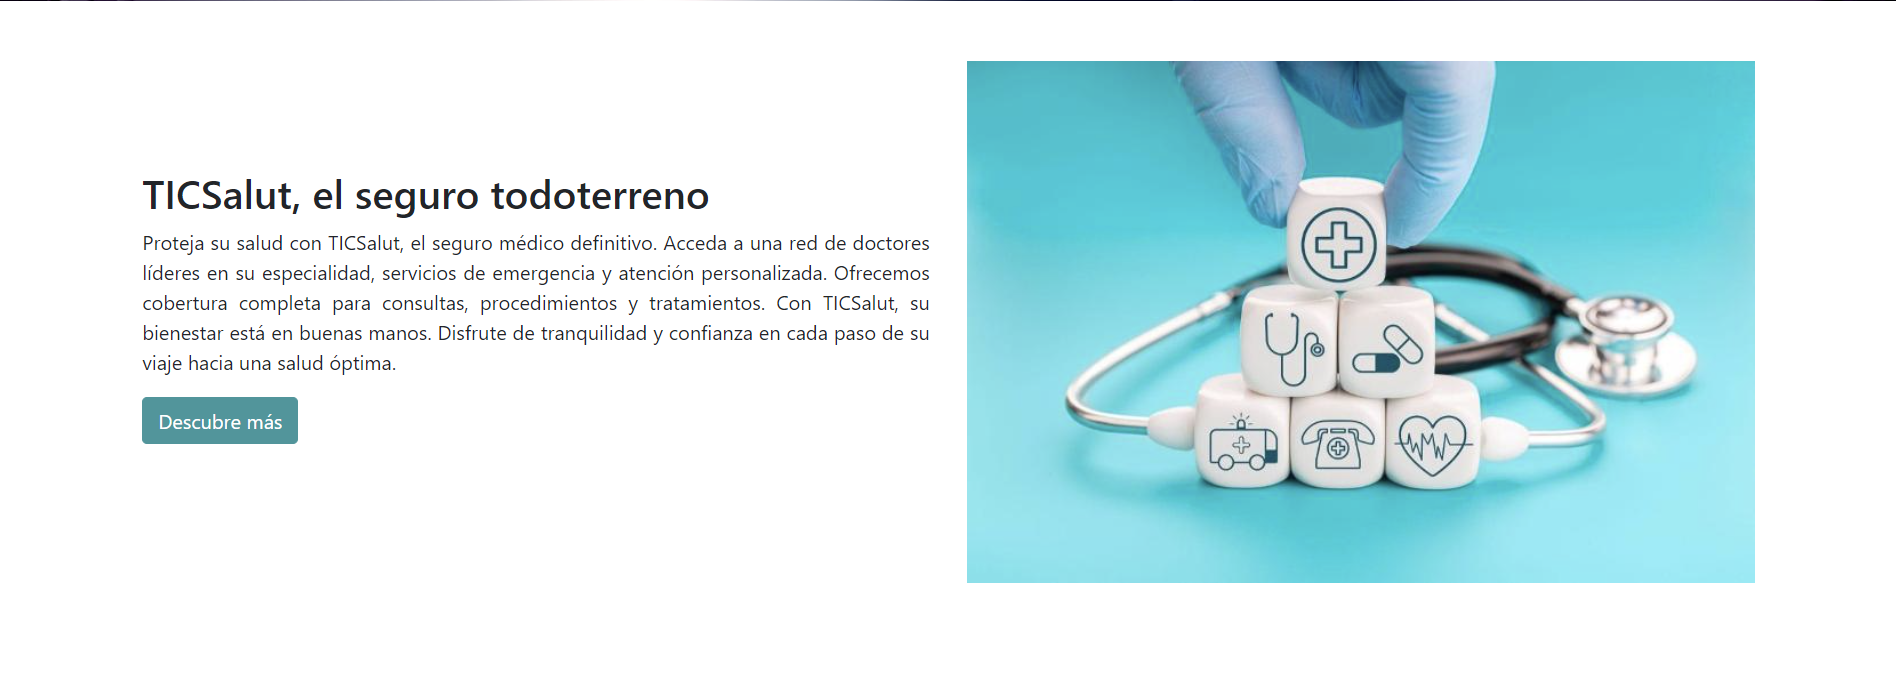 TICSalut, el seguro todoterreno
Proteja su salud con TICSalut, el seguro médico definitivo. Acceda a una red de doctores
líderes en su especialidad, servicios de emergencia y atención personalizada. Ofrecemos
cobertura completa para consultas, procedimientos y tratamientos. Con TICSalut, su
bienestar está en buenas manos. Disfrute de tranquilidad y confianza en cada paso de su
viaje hacia una salud óptima.
Descubre más